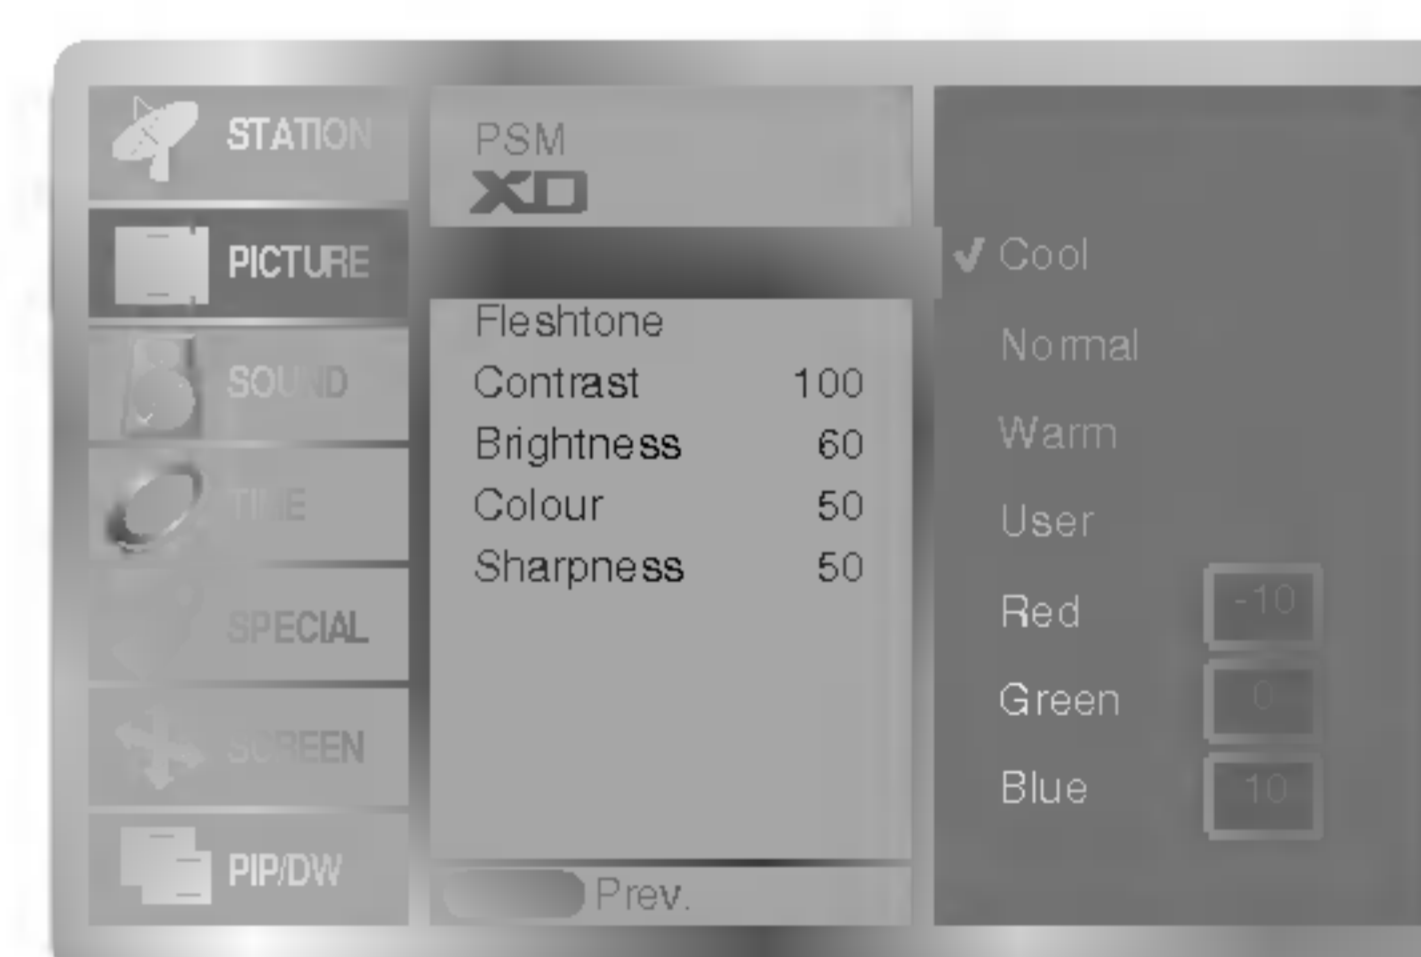 STATION
PICTURE
SOUND
TIME
SPECIAL
SCREEN
PIP/DW
PSM
XD
Fleshtone
Contrast 100
Brightness 60
Colour 50
Sharpness 50
Prev.
Cool
Normal
Warm
User
Red -10
Green 0
Blue 10